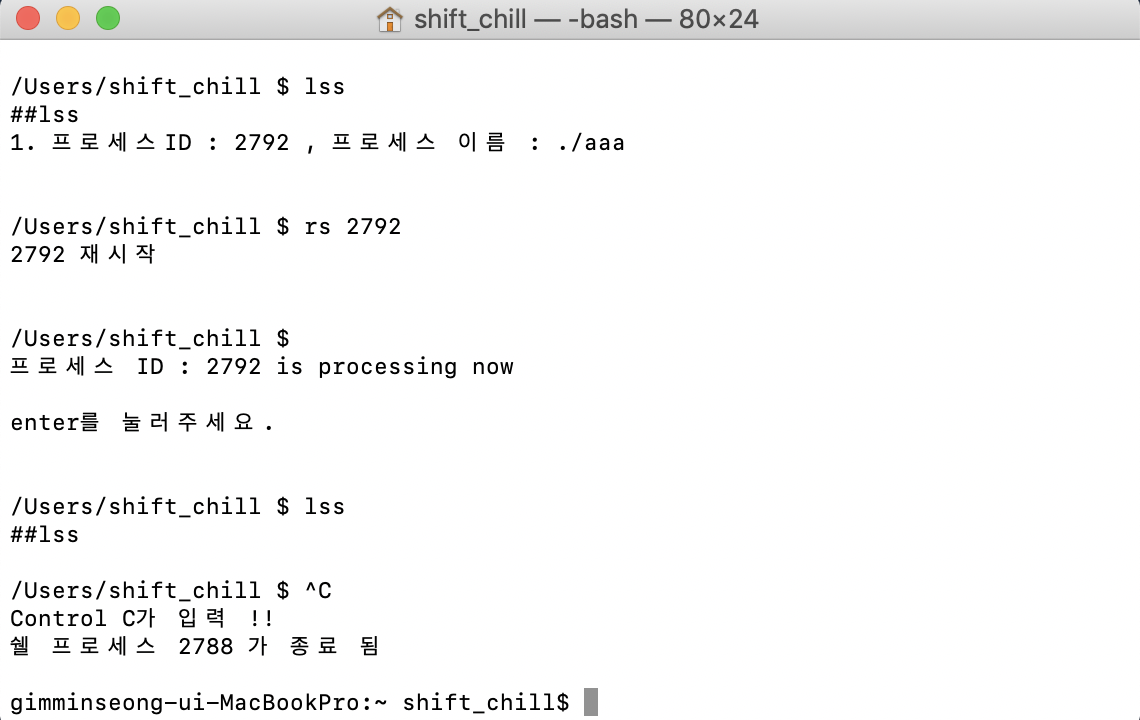 shift_chill — -bash — 80×24
/Users/shift_chill $ lss
##lss
1. 프로세스ID : 2792 , 프로세스 이름 : ./aaa
/Users/shift_chill $ rs 2792
2792 재시작
/Users/shift_chill $
프로세스 ID : 2792 is processing now
enter를 눌러주세요.
/Users/shift_chill $ lss
##lss
/Users/shift_chill $ ^C
Control C가 입력 !!
쉘 프로세스 2788 가 종료 됨
gimminseong-ui-MacBookPro:~ shift_chill$